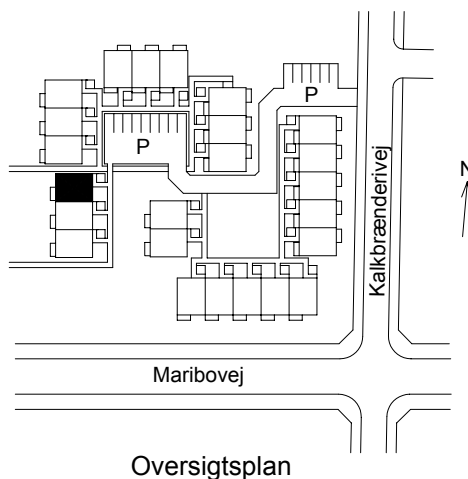 P
P
N
Kalkbrænderivej
Maribovej
Oversigtsplan